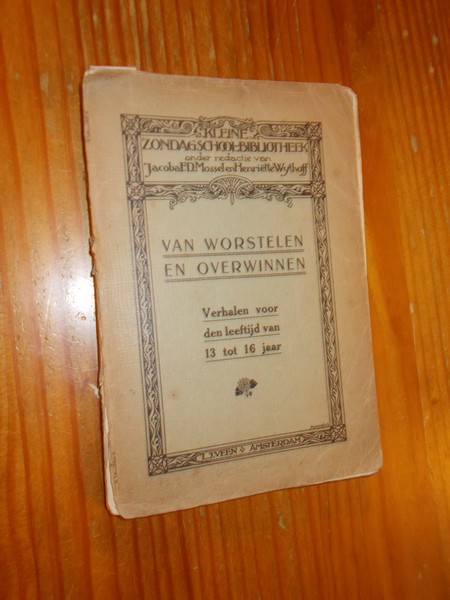 KLEINE
ZONDAGSCHOOL-BIBLIOTHEEK
onder redactie van
Jacoba F.D. Mossel en Henriëtte Wythoff
VAN WORSTELEN
EN OVERWINNEN
Verhalen voor
den leeftijd van
13 tot 16 jaar
L.J. VEEN AMSTERDAM